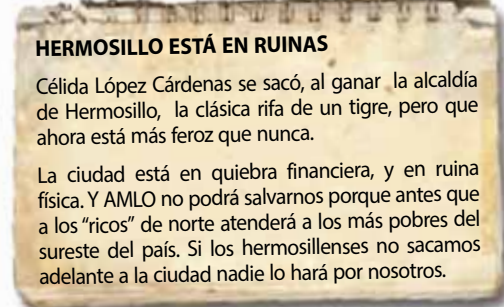 HERMOSILLO ESTÁ EN RUINAS
Célida López Cárdenas se sacó, al ganar la alcaldía
de Hermosillo, la clásica rifa de un tigre, pero que
ahora está más feroz que nunca.
La ciudad está en quiebra financiera, y en ruina
física. Y AMLO no podrá salvarnos porque antes que
a los “ricos” de norte atenderá a los más pobres del
sureste del país. Si los hermosillenses no sacamos
adelante a la ciudad nadie lo hará por nosotros.